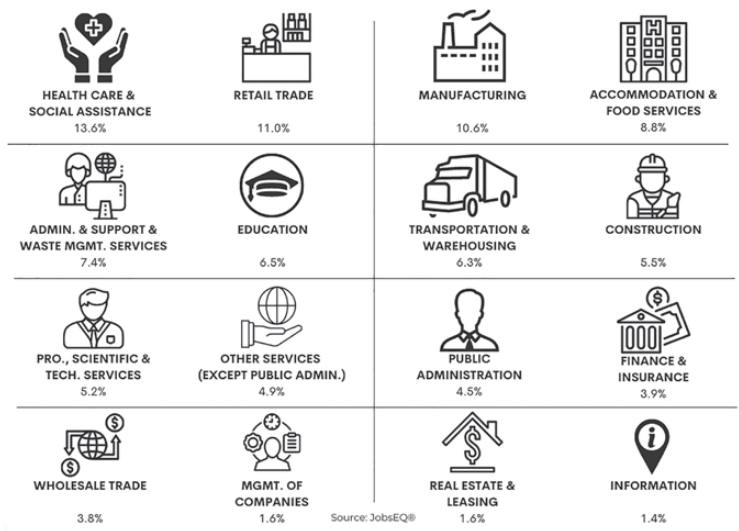 HEALTH CARE &
SOCIAL ASSISTANCE
13.6%
RETAIL TRADE
11.0%
MANUFACTURING
10.6%
ACCOMMODATION &
FOOD SERVICES
8.8%
ADMIN. & SUPPORT &
WASTE MGMT. SERVICES
7.4%
EDUCATION
6.5%
TRANSPORTATION &
WAREHOUSING
6.3%
CONSTRUCTION
5.5%
PRO., SCIENTIFIC &
TECH. SERVICES
5.2%
OTHER SERVICES
(EXCEPT PUBLIC ADMIN.)
4.9%
PUBLIC
ADMINISTRATION
4.5%
FINANCE &
INSURANCE
3.9%
WHOLESALE TRADE
3.8%
MGMT. OF
COMPANIES
1.6%
REAL ESTATE &
LEASING
1.6%
INFORMATION
1.4%
Source: JobsEQ®